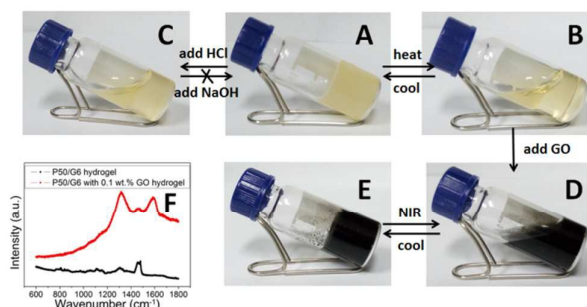 C
add HCl
add NaOH
A
heat
cool
B
add GO
P50/G6 hydrogel
P50/G6 with 0.1 wt.% GO hydrogel
F
Intensity (a.u.)
600 800 1000 1200 1400 1600 1800
Wavenumber (cm-1)
E
NIR
cool
D